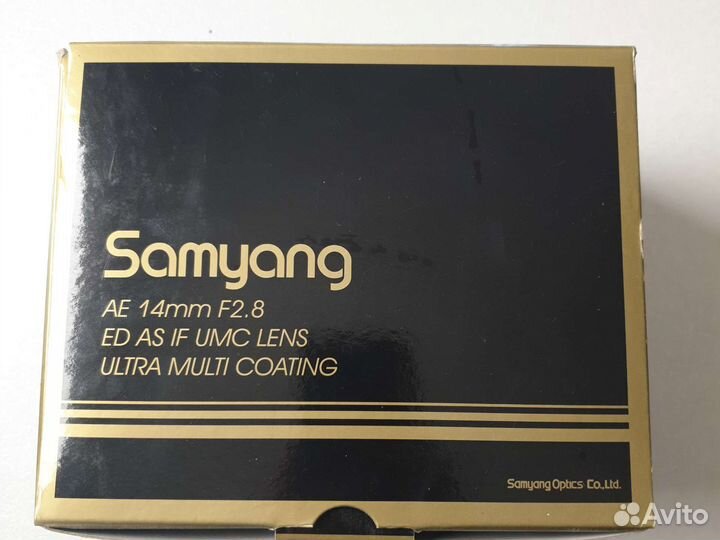 Samyang
AE 14mm F2.8
ED AS IF UMC LENS
ULTRA MULTI COATING
Samyang Optics Co.,Ltd.
Avito